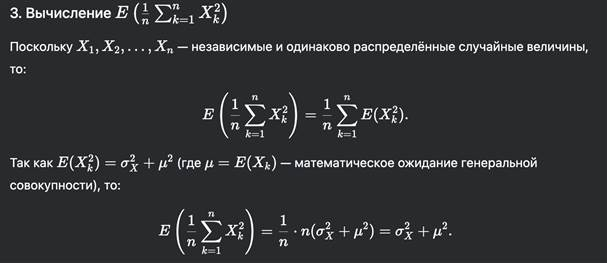 3. Вычисление $E\left(\frac{1}{n}\sum_{k=1}^{n} X_k^2\right)$
Поскольку $X_1, X_2, \ldots, X_n$ — независимые и одинаково распределённые случайные величины,
то:
$E\left(\frac{1}{n}\sum_{k=1}^{n} X_k^2\right) = \frac{1}{n}\sum_{k=1}^{n} E(X_k^2).$
Так как $E(X_k^2) = \sigma_X^2 + \mu^2$ (где $\mu = E(X_k)$ — математическое ожидание генеральной
совокупности), то:
$E\left(\frac{1}{n}\sum_{k=1}^{n} X_k^2\right) = \frac{1}{n} \cdot n(\sigma_X^2 + \mu^2) = \sigma_X^2 + \mu^2.$